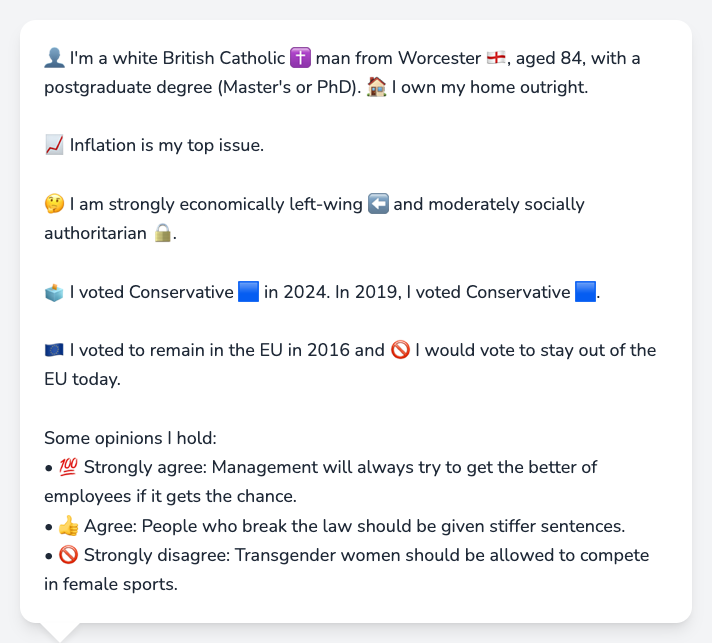 👤 I'm a white British Catholic ✝️ man from Worcester 🏴󠁧󠁢󠁥󠁮󠁧󠁿, aged 84, with a
postgraduate degree (Master's or PhD). 🏠 I own my home outright.
📈 Inflation is my top issue.
🤔 I am strongly economically left-wing ⬅️ and moderately socially
authoritarian 🔒.
🗳️ I voted Conservative 🟦 in 2024. In 2019, I voted Conservative 🟦.
🇪🇺 I voted to remain in the EU in 2016 and 🚫 I would vote to stay out of the
EU today.
Some opinions I hold:
• 💯 Strongly agree: Management will always try to get the better of
employees if it gets the chance.
• 👍 Agree: People who break the law should be given stiffer sentences.
• 🚫 Strongly disagree: Transgender women should be allowed to compete
in female sports.